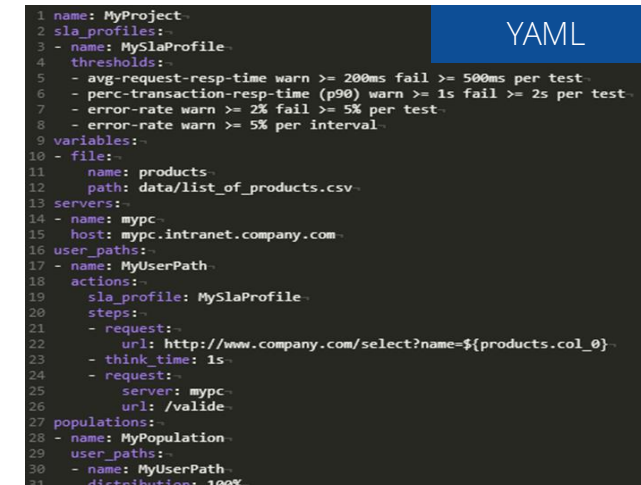 YAML
1 name: MyProject¬
2 sla_profiles:¬
3 - name: MySlaProfile¬
4   thresholds:¬
5   - avg-request-resp-time warn >= 200ms fail >= 500ms per test¬
6   - perc-transaction-resp-time (p90) warn >= 1s fail >= 2s per test¬
7   - error-rate warn >= 2% fail >= 5% per test¬
8   - error-rate warn >= 5% per interval¬
9 variables:¬
10 - file:¬
11     name: products¬
12     path: data/list_of_products.csv¬
13 servers:¬
14 - name: mypc¬
15   host: mypc.intranet.company.com¬
16 user_paths:¬
17 - name: MyUserPath¬
18   actions:¬
19     sla_profile: MySlaProfile¬
20     steps:¬
21     - request:¬
22         url: http://www.company.com/select?name=${products.col_0}¬
23     - think_time: 1s¬
24     - request:¬
25         server: mypc¬
26         url: /valide¬
27 populations:¬
28 - name: MyPopulation¬
29   user_paths:¬
30   - name: MyUserPath¬
31     distribution: 100%¬